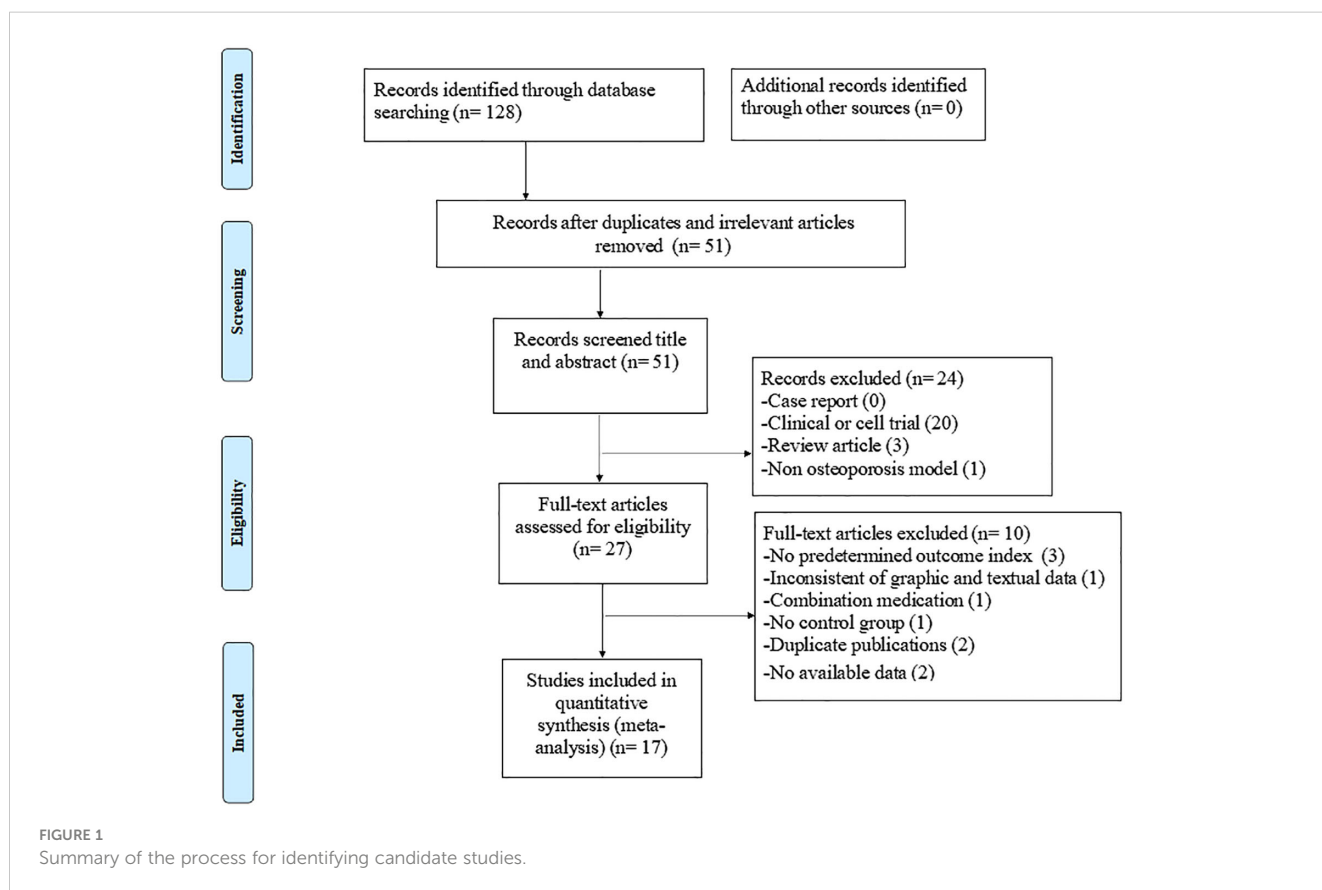 Identification
Records identified through database
searching (n= 128)
Additional records identified
through other sources (n= 0)
Records after duplicates and irrelevant articles
removed (n= 51)
Screening
Records screened title
and abstract (n= 51)
Records excluded (n= 24)
-Case report (0)
-Clinical or cell trial (20)
-Review article (3)
-Non osteoporosis model (1)
Eligibility
Full-text articles
assessed for eligibility
(n= 27)
Full-text articles excluded (n= 10)
-No predetermined outcome index (3)
-Inconsistent of graphic and textual data (1)
-Combination medication (1)
-No control group (1)
-Duplicate publications (2)
-No available data (2)
Included
Studies included in
quantitative
synthesis (meta-
analysis) (n= 17)
FIGURE 1
Summary of the process for identifying candidate studies.